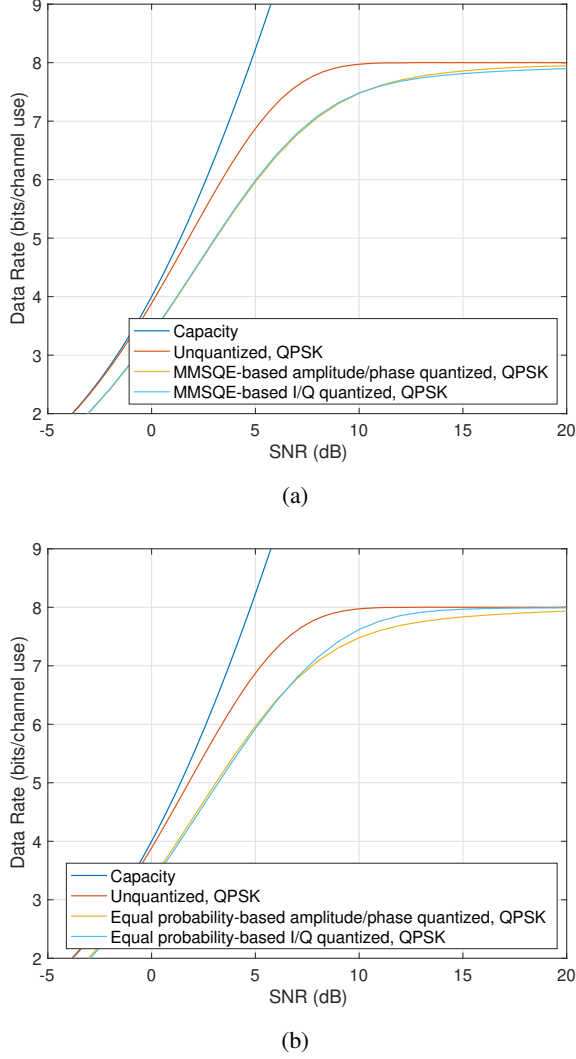 9
8
7
6
5
4
3
2
Data Rate (bits/channel use)
Capacity
Unquantized, QPSK
MMSQE-based amplitude/phase quantized, QPSK
MMSQE-based I/Q quantized, QPSK
-5 0 5 10 15 20
SNR (dB)
(a)
9
8
7
6
5
4
3
2
Data Rate (bits/channel use)
Capacity
Unquantized, QPSK
Equal probability-based amplitude/phase quantized, QPSK
Equal probability-based I/Q quantized, QPSK
-5 0 5 10 15 20
SNR (dB)
(b)